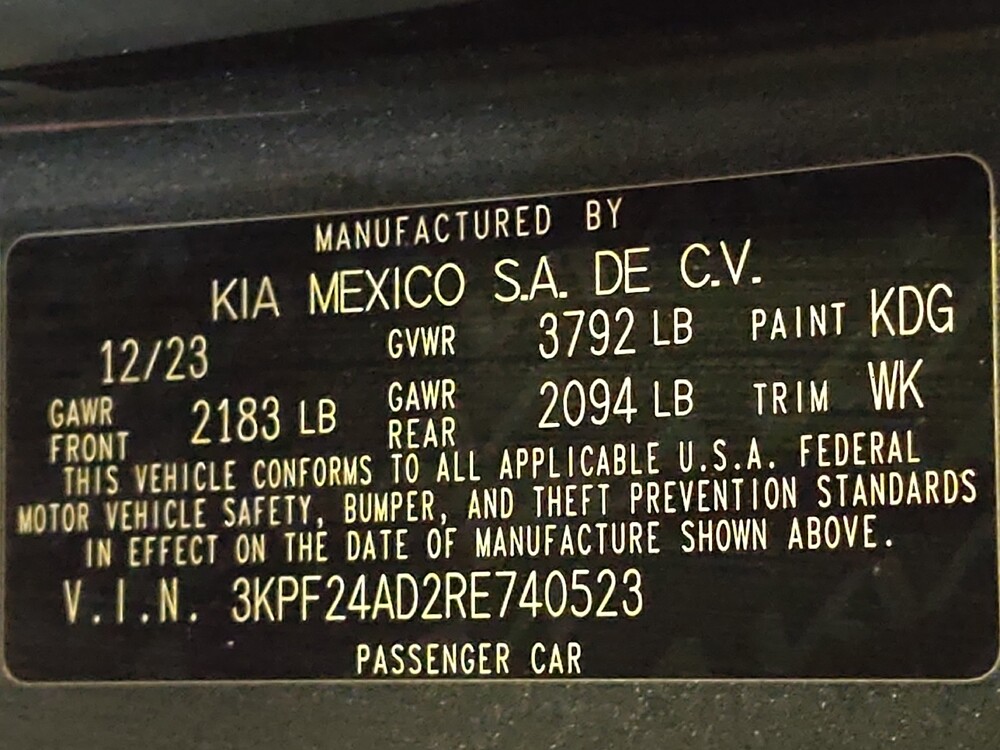 MANUFACTURED BY
KIA MEXICO S.A. DE C.V.
12/23 GVWR 3792 LB PAINT KDG
GAWR FRONT 2183 LB GAWR REAR 2094 LB TRIM WK
THIS VEHICLE CONFORMS TO ALL APPLICABLE U.S.A. FEDERAL
MOTOR VEHICLE SAFETY, BUMPER, AND THEFT PREVENTION STANDARDS
IN EFFECT ON THE DATE OF MANUFACTURE SHOWN ABOVE.
V.I.N. 3KPF24AD2RE740523
PASSENGER CAR